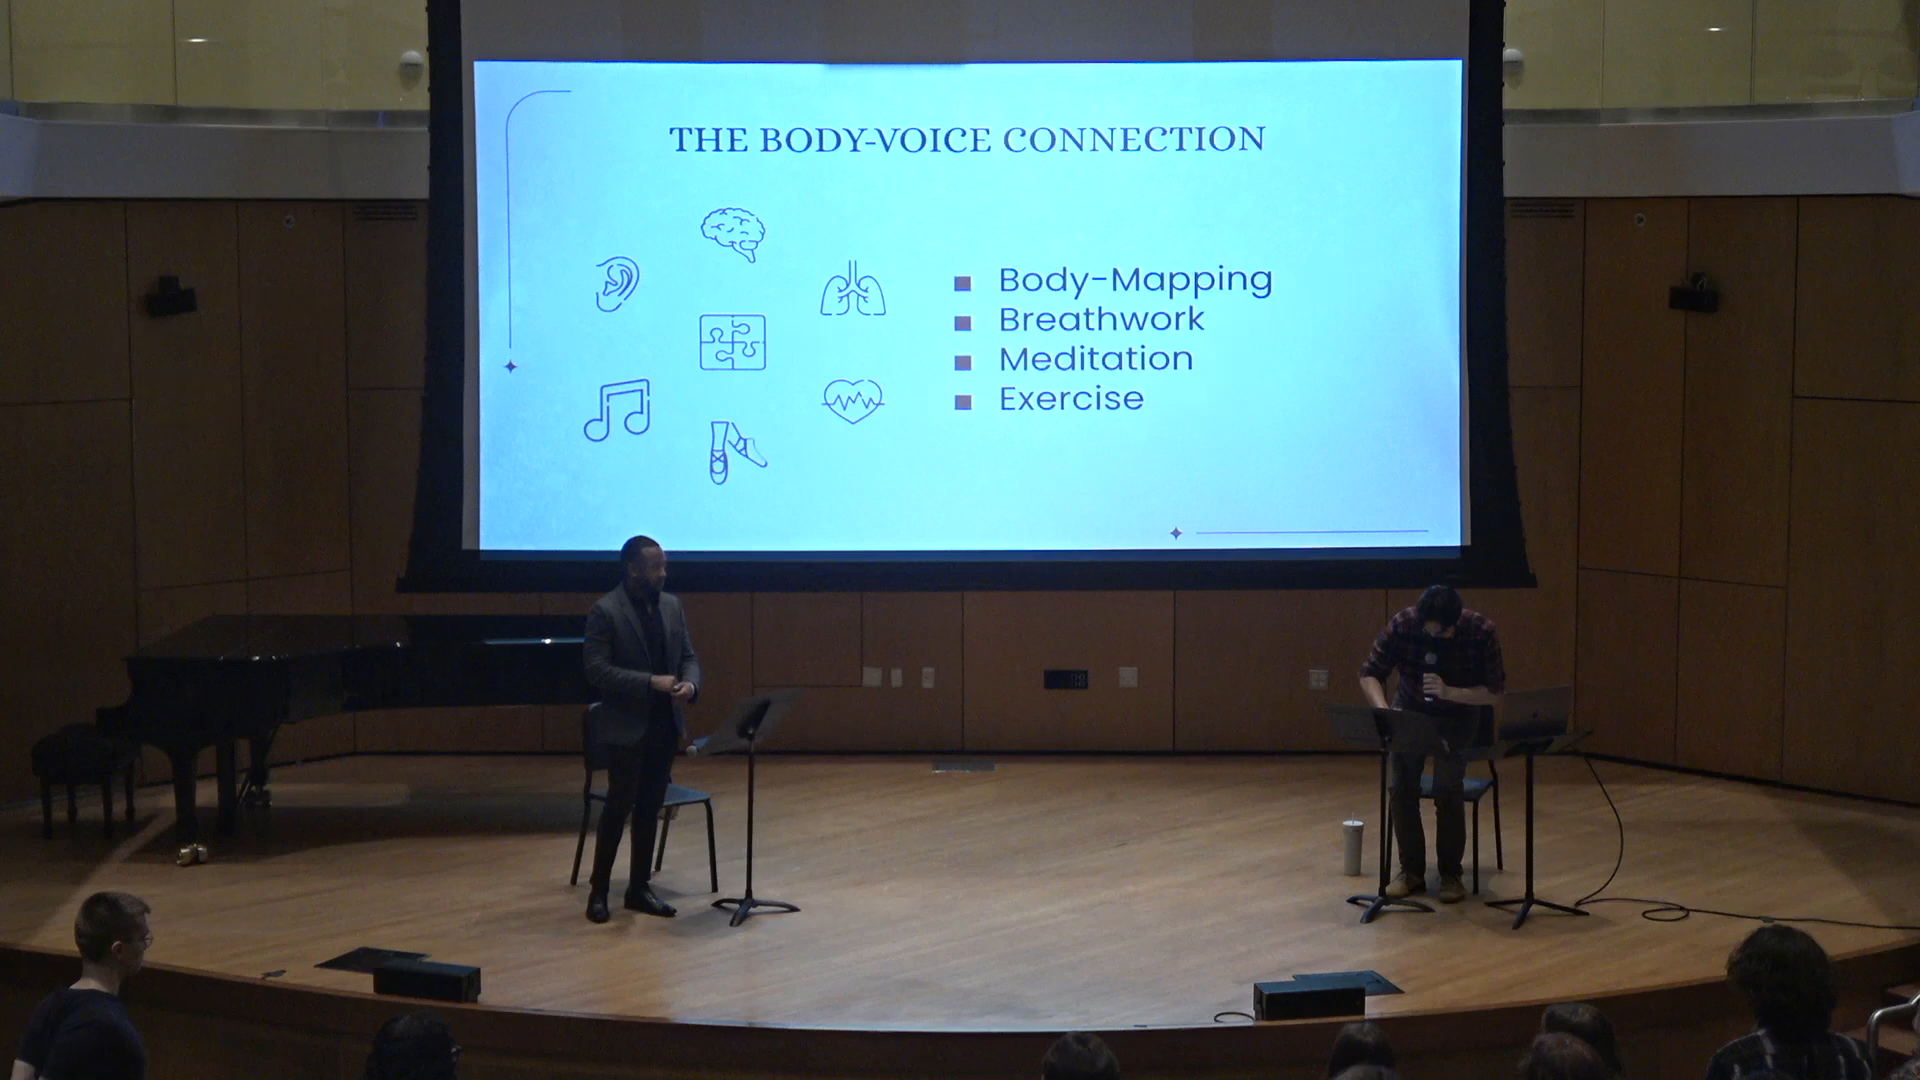 THE BODY-VOICE CONNECTION
Body-Mapping
Breathwork
Meditation
Exercise